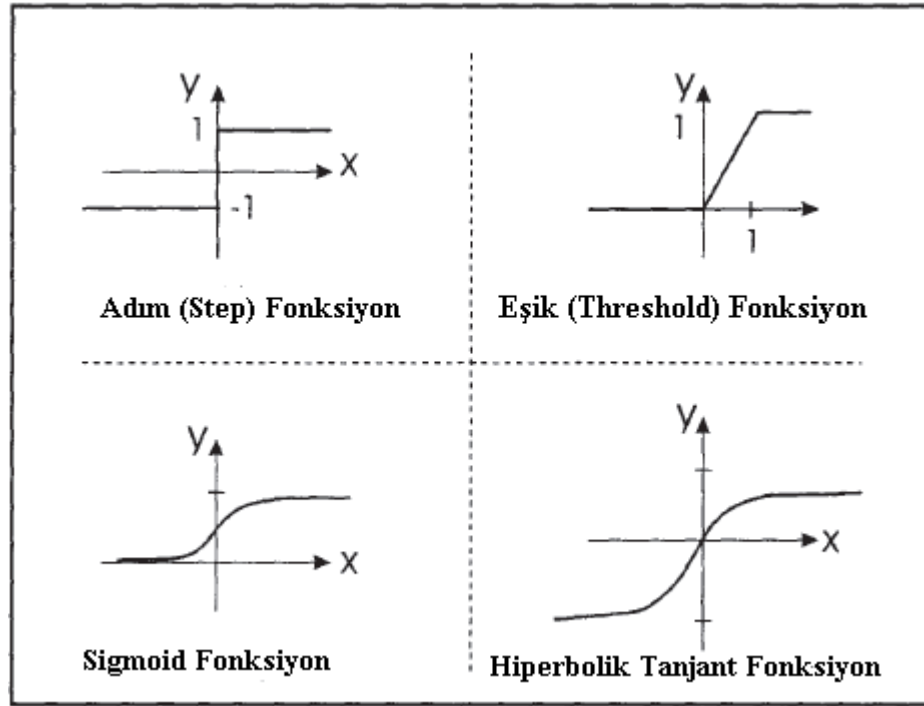 y
1
x
-1
Adım (Step) Fonksiyon
y
1
1
Eşik (Threshold) Fonksiyon
y
x
Sigmoid Fonksiyon
y
x
Hiperbolik Tanjant Fonksiyon